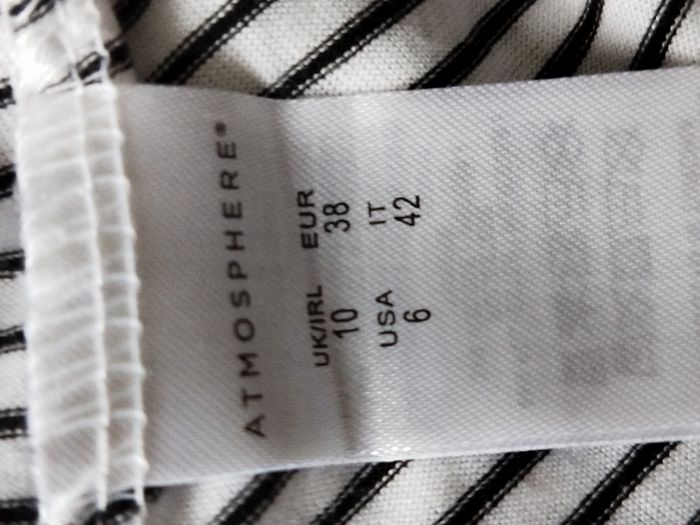 ATMOSPHERE®
UK/IRL EUR
10 38
USA IT
6 42